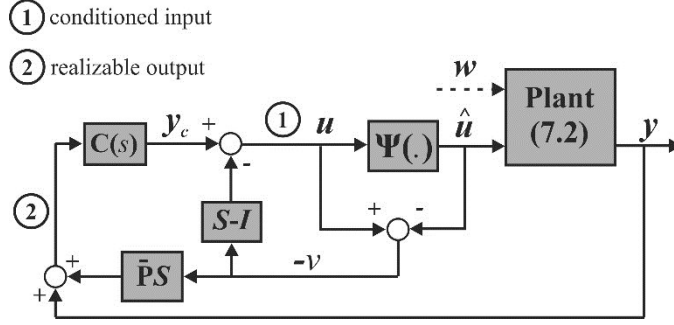 1 conditioned input
2 realizable output
w
Plant
(7.2)
C(s)
y_c
+
-
1
u
Ψ(.)
û
y
2
S-I
+
-
P̄S
-v
+
+